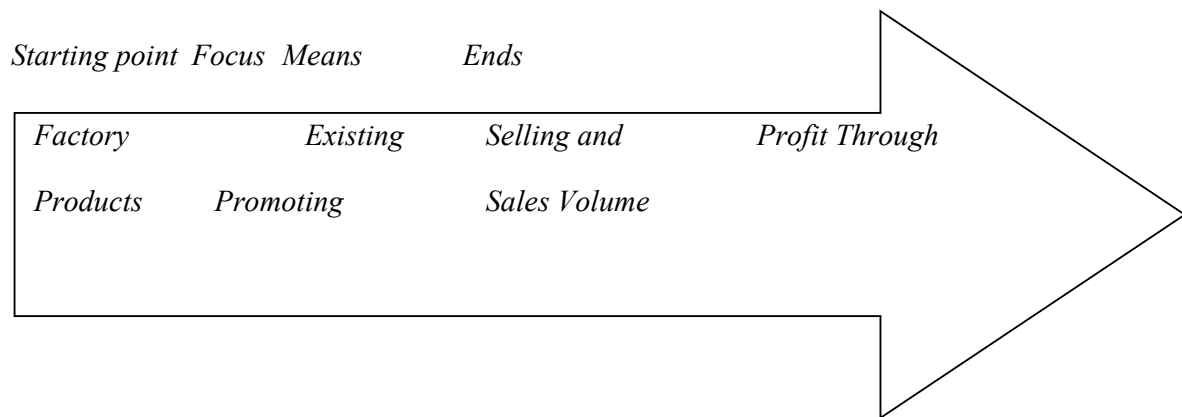 Starting point Focus Means Ends
Factory Existing Selling and Profit Through
Products Promoting Sales Volume